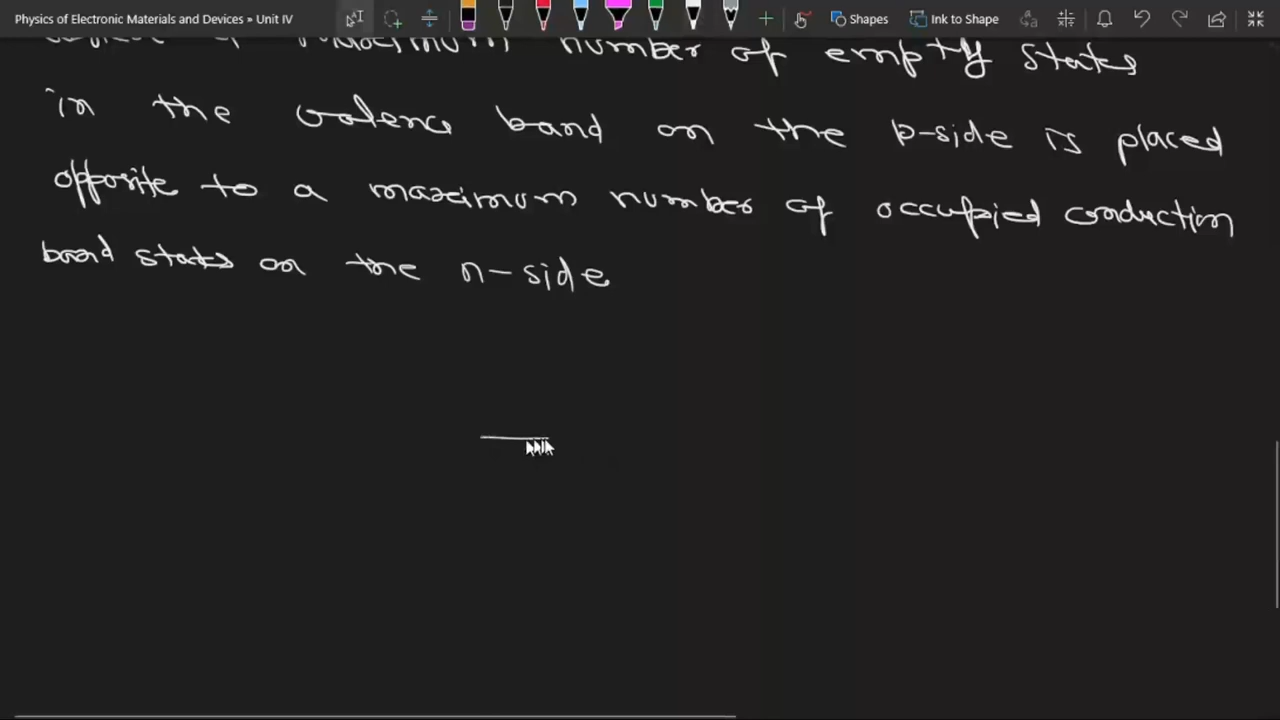 Physics of Electronic Materials and Devices » Unit IV
Shapes
Ink to Shape
maximum number of empty states
in the valence band on the p-side is placed
opposite to a maximum number of occupied conduction
band states on the n-side